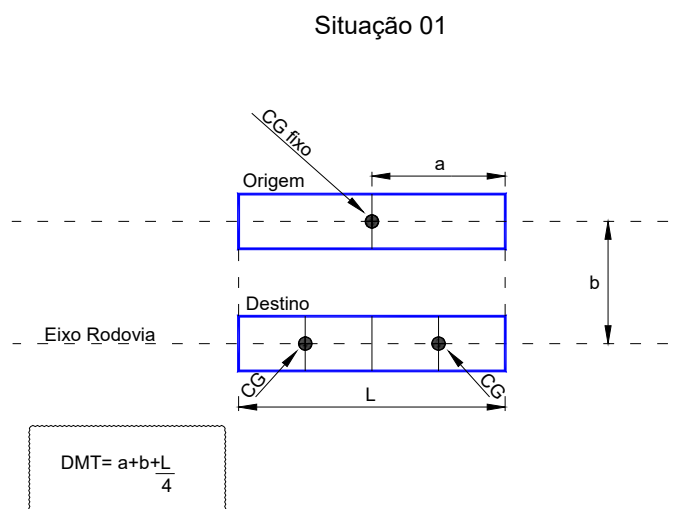 Situação 01
CG fixo
a
Origem
b
Destino
Eixo Rodovia
CG
CG
L
DMT= a+b+L
4